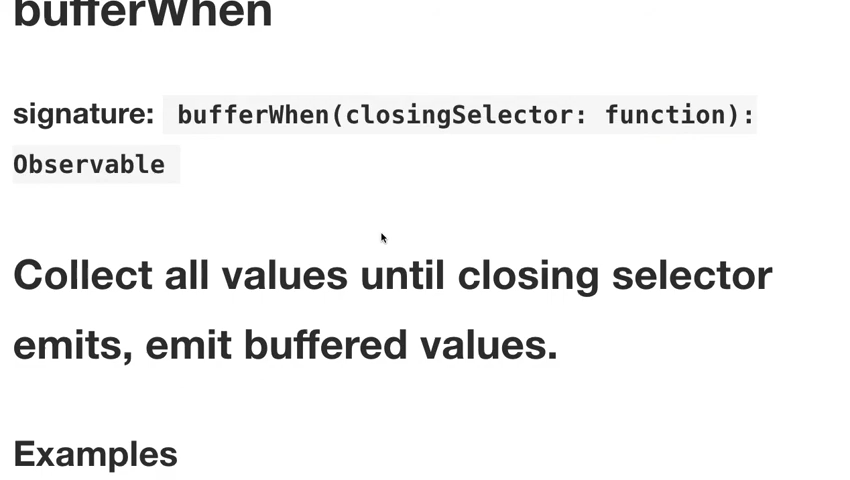 bufferWhen
signature: bufferWhen(closingSelector: function):
Observable
Collect all values until closing selector
emits, emit buffered values.
Examples